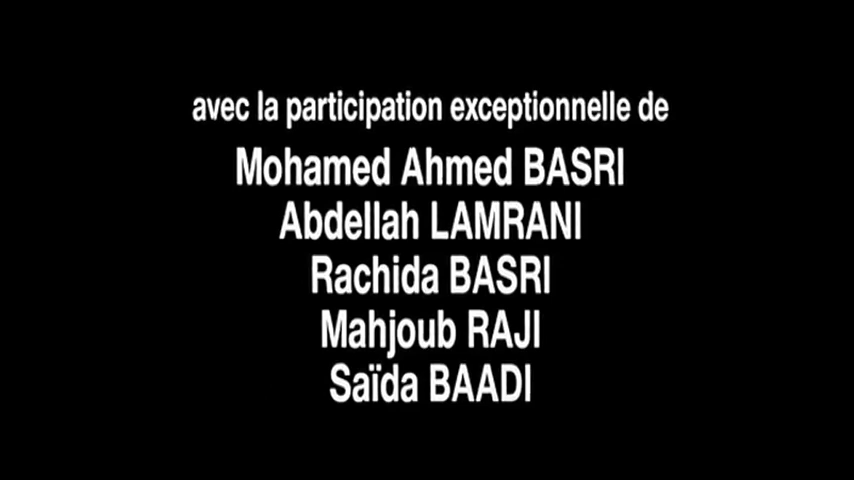 avec la participation exceptionnelle de
Mohamed Ahmed BASRI
Abdellah LAMRANI
Rachida BASRI
Mahjoub RAJI
Saïda BAADI